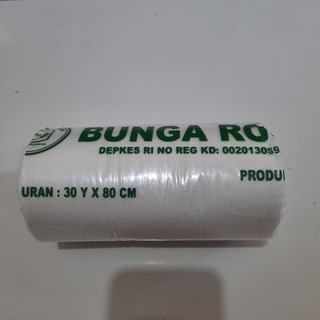 BUNGA RO
DEPKES RI NO REG KD: 002013059
PRODU
URAN : 30 Y X 80 CM